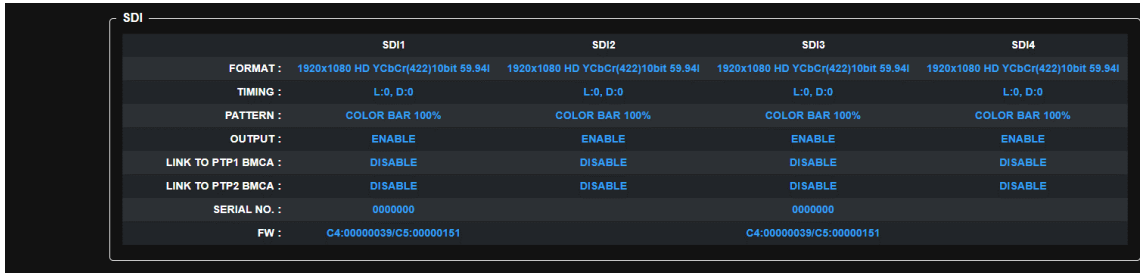 SDI
SDI1 SDI2 SDI3 SDI4
FORMAT : 1920x1080 HD YCbCr(422)10bit 59.94I 1920x1080 HD YCbCr(422)10bit 59.94I 1920x1080 HD YCbCr(422)10bit 59.94I 1920x1080 HD YCbCr(422)10bit 59.94I
TIMING : L:0, D:0 L:0, D:0 L:0, D:0 L:0, D:0
PATTERN : COLOR BAR 100% COLOR BAR 100% COLOR BAR 100% COLOR BAR 100%
OUTPUT : ENABLE ENABLE ENABLE ENABLE
LINK TO PTP1 BMCA : DISABLE DISABLE DISABLE DISABLE
LINK TO PTP2 BMCA : DISABLE DISABLE DISABLE DISABLE
SERIAL NO. : 0000000 0000000
FW : C4:00000039/C5:00000151 C4:00000039/C5:00000151